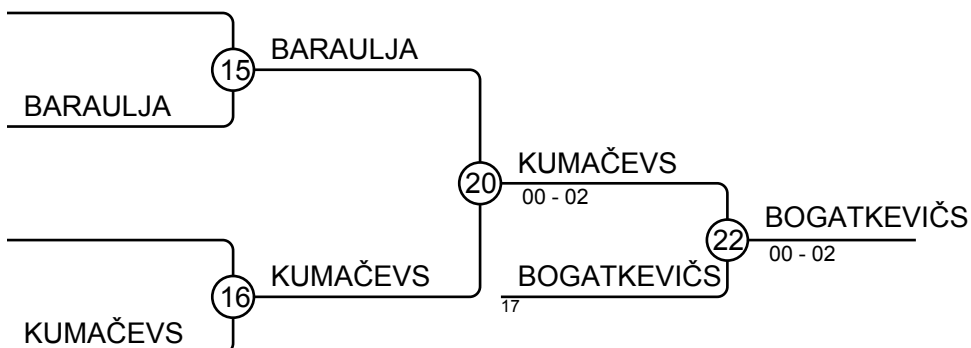 BARAULJA
15
BARAULJA
KUMAČEVS
20
00 - 02
BOGATKEVIČS
22
00 - 02
KUMAČEVS
BOGATKEVIČS
16
17
KUMAČEVS